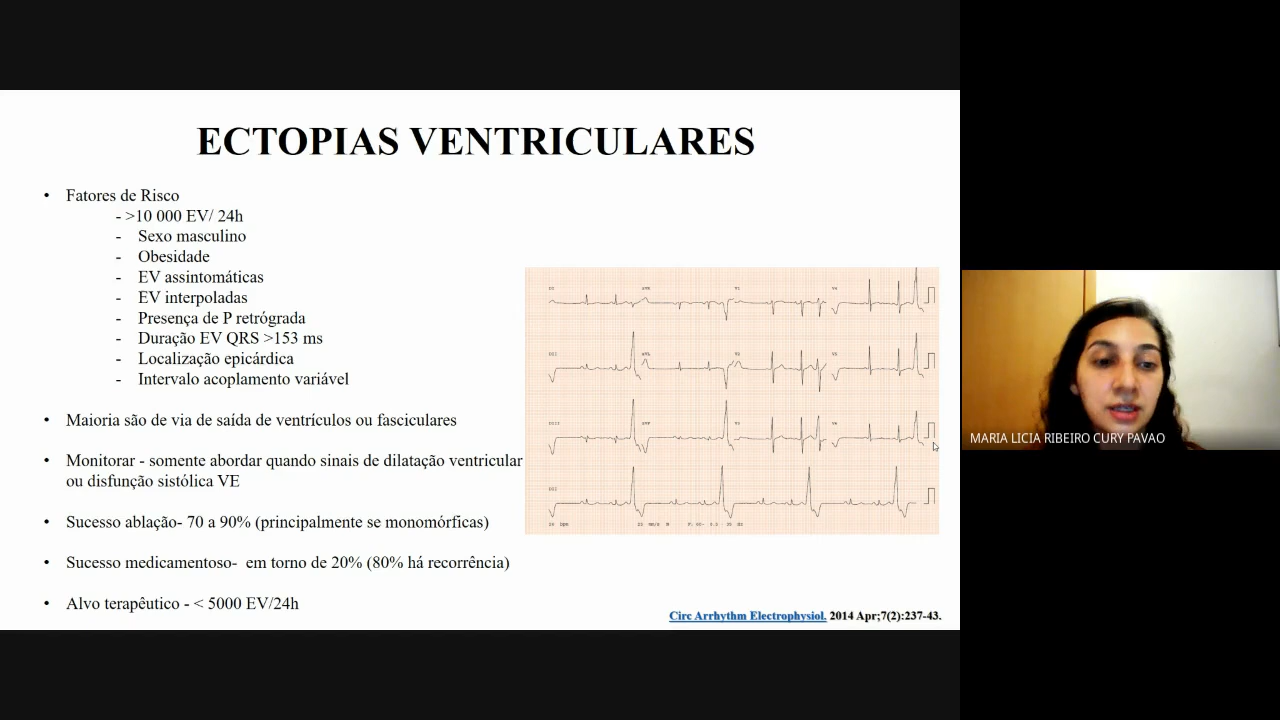 ECTOPIAS VENTRICULARES
• Fatores de Risco
- >10 000 EV/ 24h
- Sexo masculino
- Obesidade
- EV assintomáticas
- EV interpoladas
- Presença de P retrógrada
- Duração EV QRS >153 ms
- Localização epicárdica
- Intervalo acoplamento variável
• Maioria são de via de saída de ventrículos ou fasciculares
• Monitorar - somente abordar quando sinais de dilatação ventricular
ou disfunção sistólica VE
• Sucesso ablação- 70 a 90% (principalmente se monomórficas)
• Sucesso medicamentoso- em torno de 20% (80% há recorrência)
• Alvo terapêutico - < 5000 EV/24h
aVR
DII
DIII
DII
Circ Arrhythm Electrophysiol. 2014 Apr;7(2):237-43.
MARIA LICIA RIBEIRO CURY PAVAO